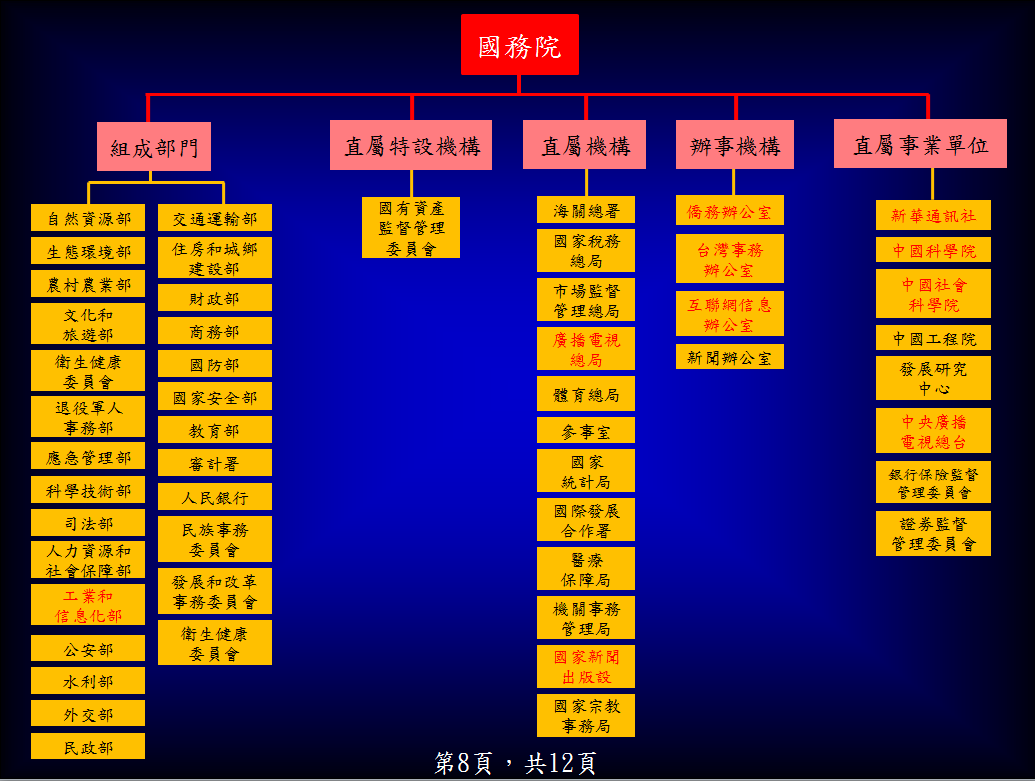 國務院
組成部門
自然資源部
生態環境部
農村農業部
文化和
旅遊部
衛生健康
委員會
退役軍人
事務部
應急管理部
科學技術部
司法部
人力資源和
社會保障部
工業和
信息化部
公安部
水利部
外交部
民政部
交通運輸部
住房和城鄉
建設部
財政部
商務部
國防部
國家安全部
教育部
審計署
人民銀行
民族事務
委員會
發展和改革
事務委員會
衛生健康
委員會
直屬特設機構
國有資產
監督管理
委員會
直屬機構
海關總署
國家稅務
總局
市場監督
管理總局
廣播電視
總局
體育總局
參事室
國家
統計局
國際發展
合作署
醫療
保障局
機關事務
管理局
國家新聞
出版設
國家宗教
事務局
辦事機構
僑務辦公室
台灣事務
辦公室
互聯網信息
辦公室
新聞辦公室
直屬事業單位
新華通訊社
中國科學院
中國社會
科學院
中國工程院
發展研究
中心
中央廣播
電視總台
銀行保險監督
管理委員會
證券監督
管理委員會
第8頁，共12頁